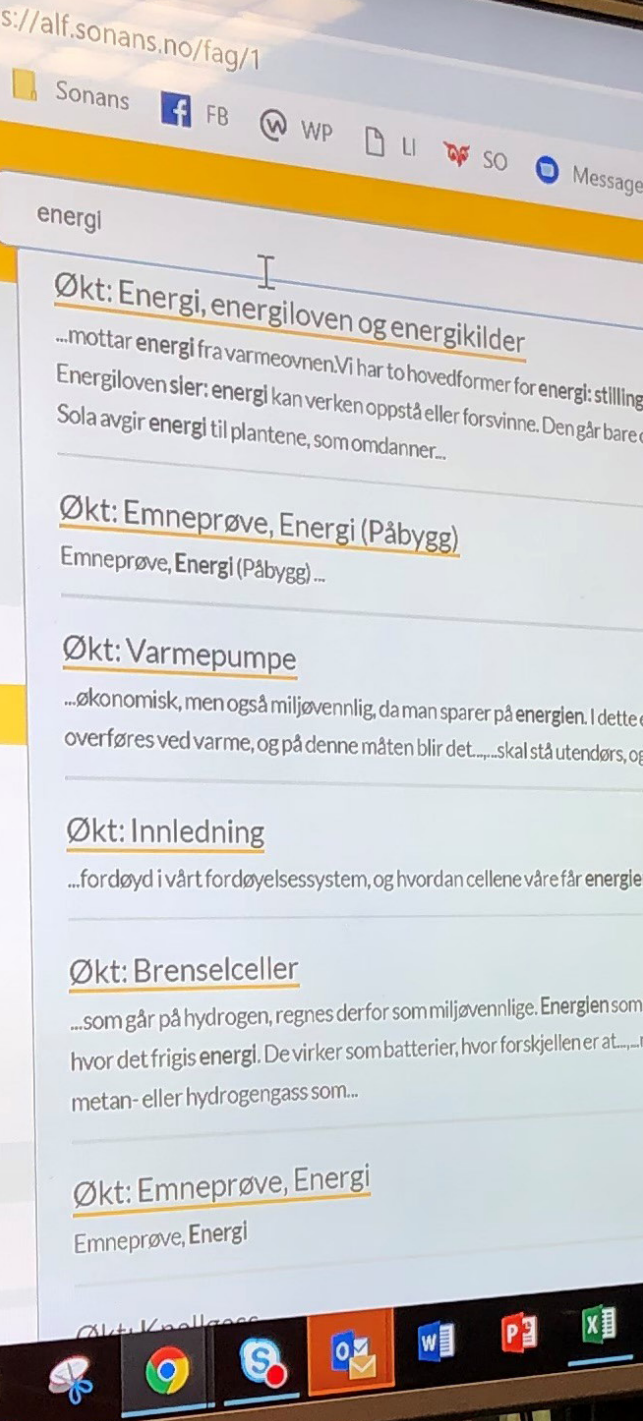 s://alf.sonans.no/fag/1
Sonans FB WP LI SO Message
energi
Økt: Energi, energiloven og energikilder
...mottar energi fra varmeovnen.Vi har to hovedformer for energi: stilling
Energiloven sier: energi kan verken oppstå eller forsvinne. Den går bare
Sola avgir energi til plantene, som omdanner...
Økt: Emneprøve, Energi (Påbygg)
Emneprøve, Energi (Påbygg) ...
Økt: Varmepumpe
...økonomisk, men også miljøvennlig, da man sparer på energien. I dette
overføres ved varme, og på denne måten blir det...,...skal stå utendørs, og
Økt: Innledning
...fordøyd i vårt fordøyelsessystem, og hvordan cellene våre får energie
Økt: Brenselceller
...som går på hydrogen, regnes derfor som miljøvennlige. Energien som
hvor det frigis energi. De virker som batterier, hvor forskjellen er at...,...
metan- eller hydrogengass som...
Økt: Emneprøve, Energi
Emneprøve, Energi
Økt: Knallgass